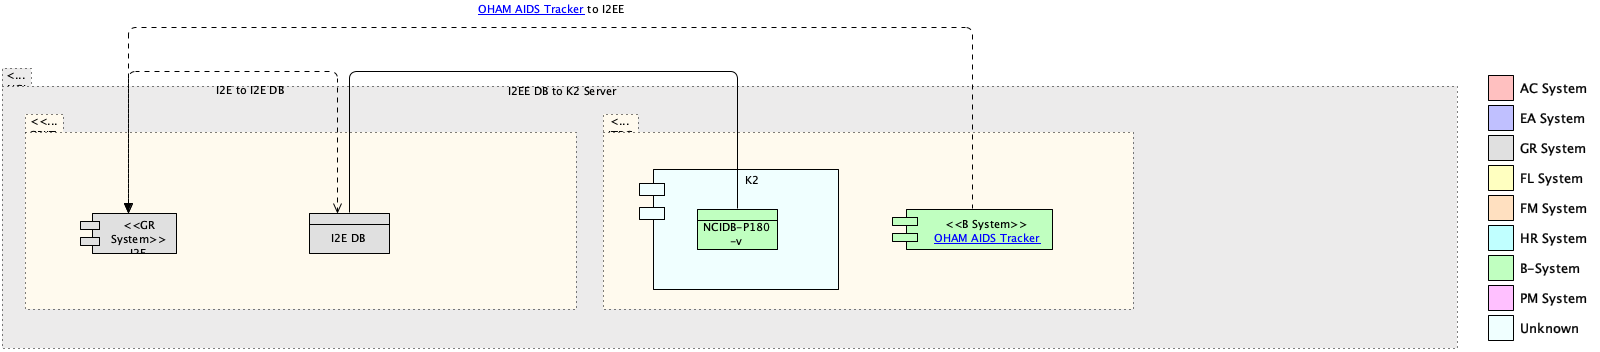 OHAM AIDS Tracker to I2EE
<...
I2E to I2E DB
I2EE DB to K2 Server
<<...
<...
K2
<<GR
System>>
I2E
I2E DB
NCIDB-P180
-v
<<B System>>
OHAM AIDS Tracker
AC System
EA System
GR System
FL System
FM System
HR System
B-System
PM System
Unknown